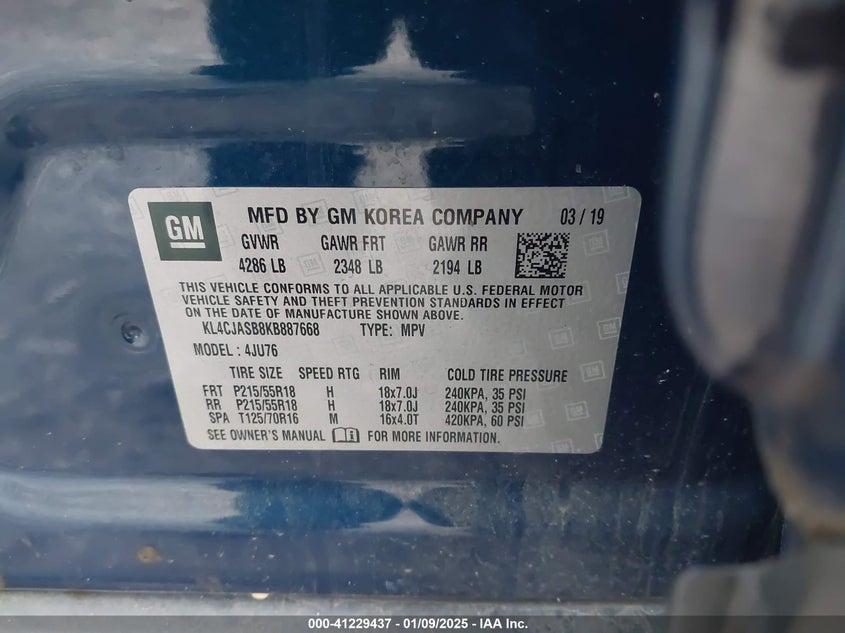 GM MFD BY GM KOREA COMPANY 03 / 19
GVWR GAWR FRT GAWR RR
4286 LB 2348 LB 2194 LB
THIS VEHICLE CONFORMS TO ALL APPLICABLE U.S. FEDERAL MOTOR
VEHICLE SAFETY AND THEFT PREVENTION STANDARDS IN EFFECT
ON THE DATE OF MANUFACTURE SHOWN ABOVE.
KL4CJASB8KB887668 TYPE: MPV
MODEL : 4JU76
TIRE SIZE SPEED RTG RIM COLD TIRE PRESSURE
FRT P215/55R18 H 18x7.0J 240KPA, 35 PSI
RR P215/55R18 H 18x7.0J 240KPA, 35 PSI
SPA T125/70R16 M 16x4.0T 420KPA, 60 PSI
SEE OWNER'S MANUAL FOR MORE INFORMATION.
000-41229437 - 01/09/2025 - IAA Inc.